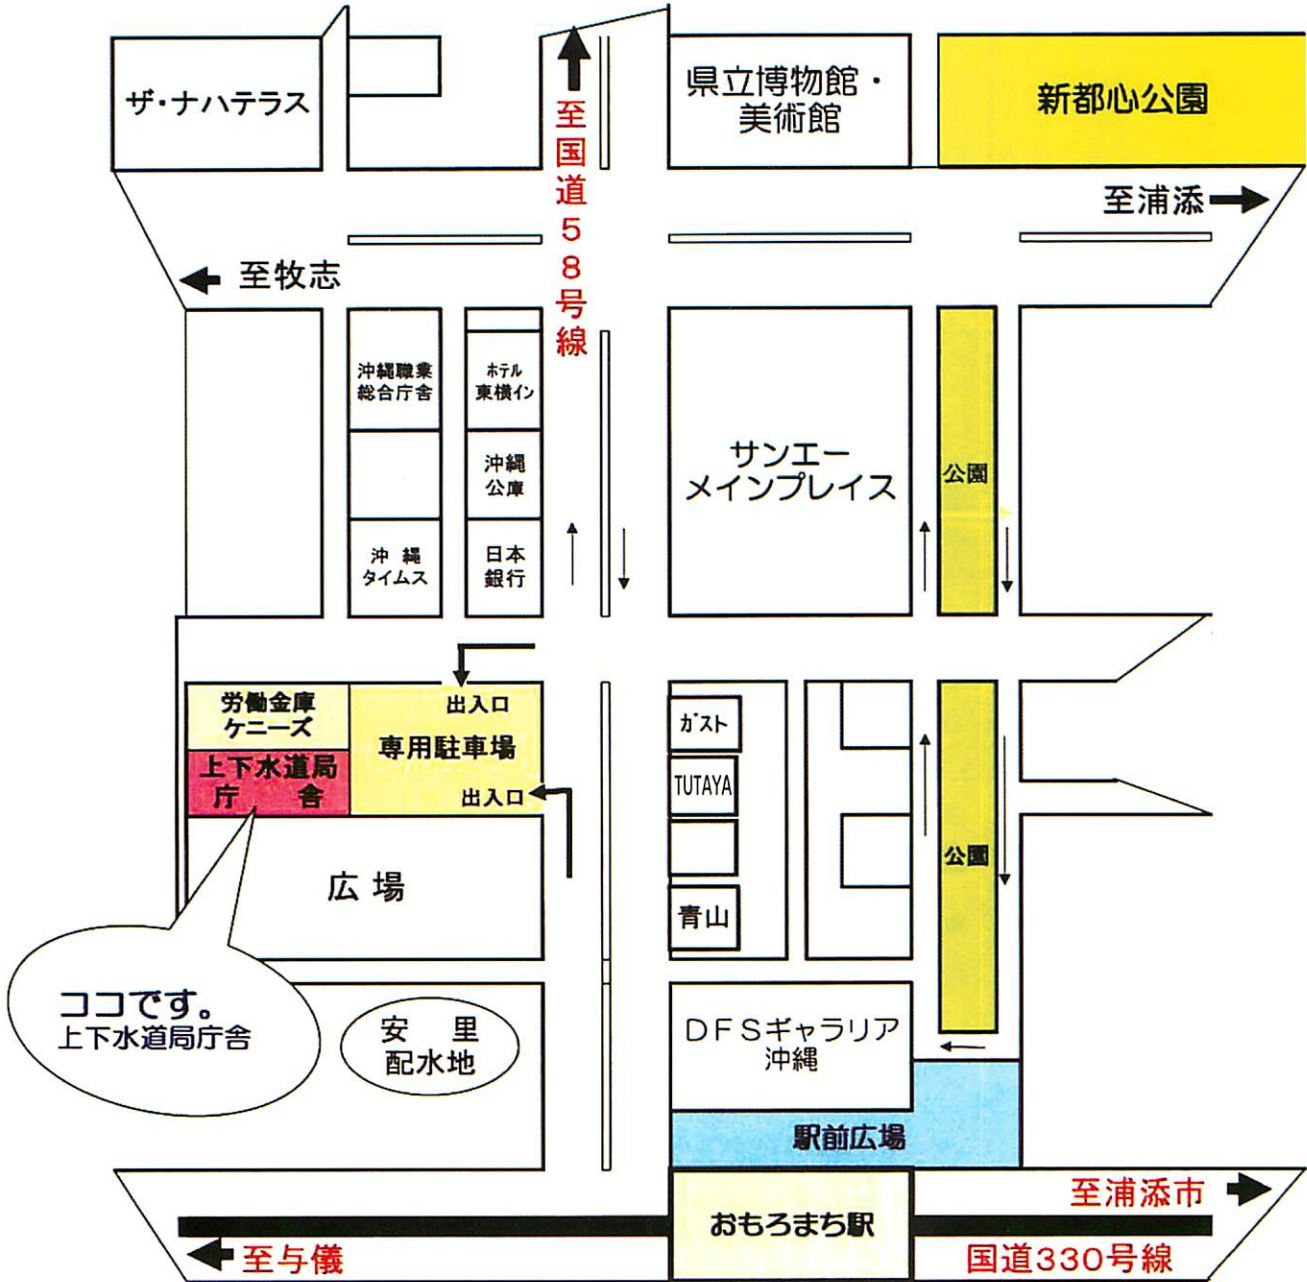 ザ・ナハテラス
至国道58号線
県立博物館・
美術館
新都心公園
至浦添
至牧志
沖縄職業
総合庁舎
ホテル
東横イン
沖縄
公庫
沖 縄
タイムス
日本
銀行
サンエー
メインプレイス
公園
労働金庫
ケニーズ
上下水道局
庁 舎
出入口
専用駐車場
出入口
ガスト
TUTAYA
青山
公園
広 場
ココです。
上下水道局庁舎
安 里
配水地
DFSギャラリア
沖縄
駅前広場
おもろまち駅
至浦添市
至与儀
国道330号線